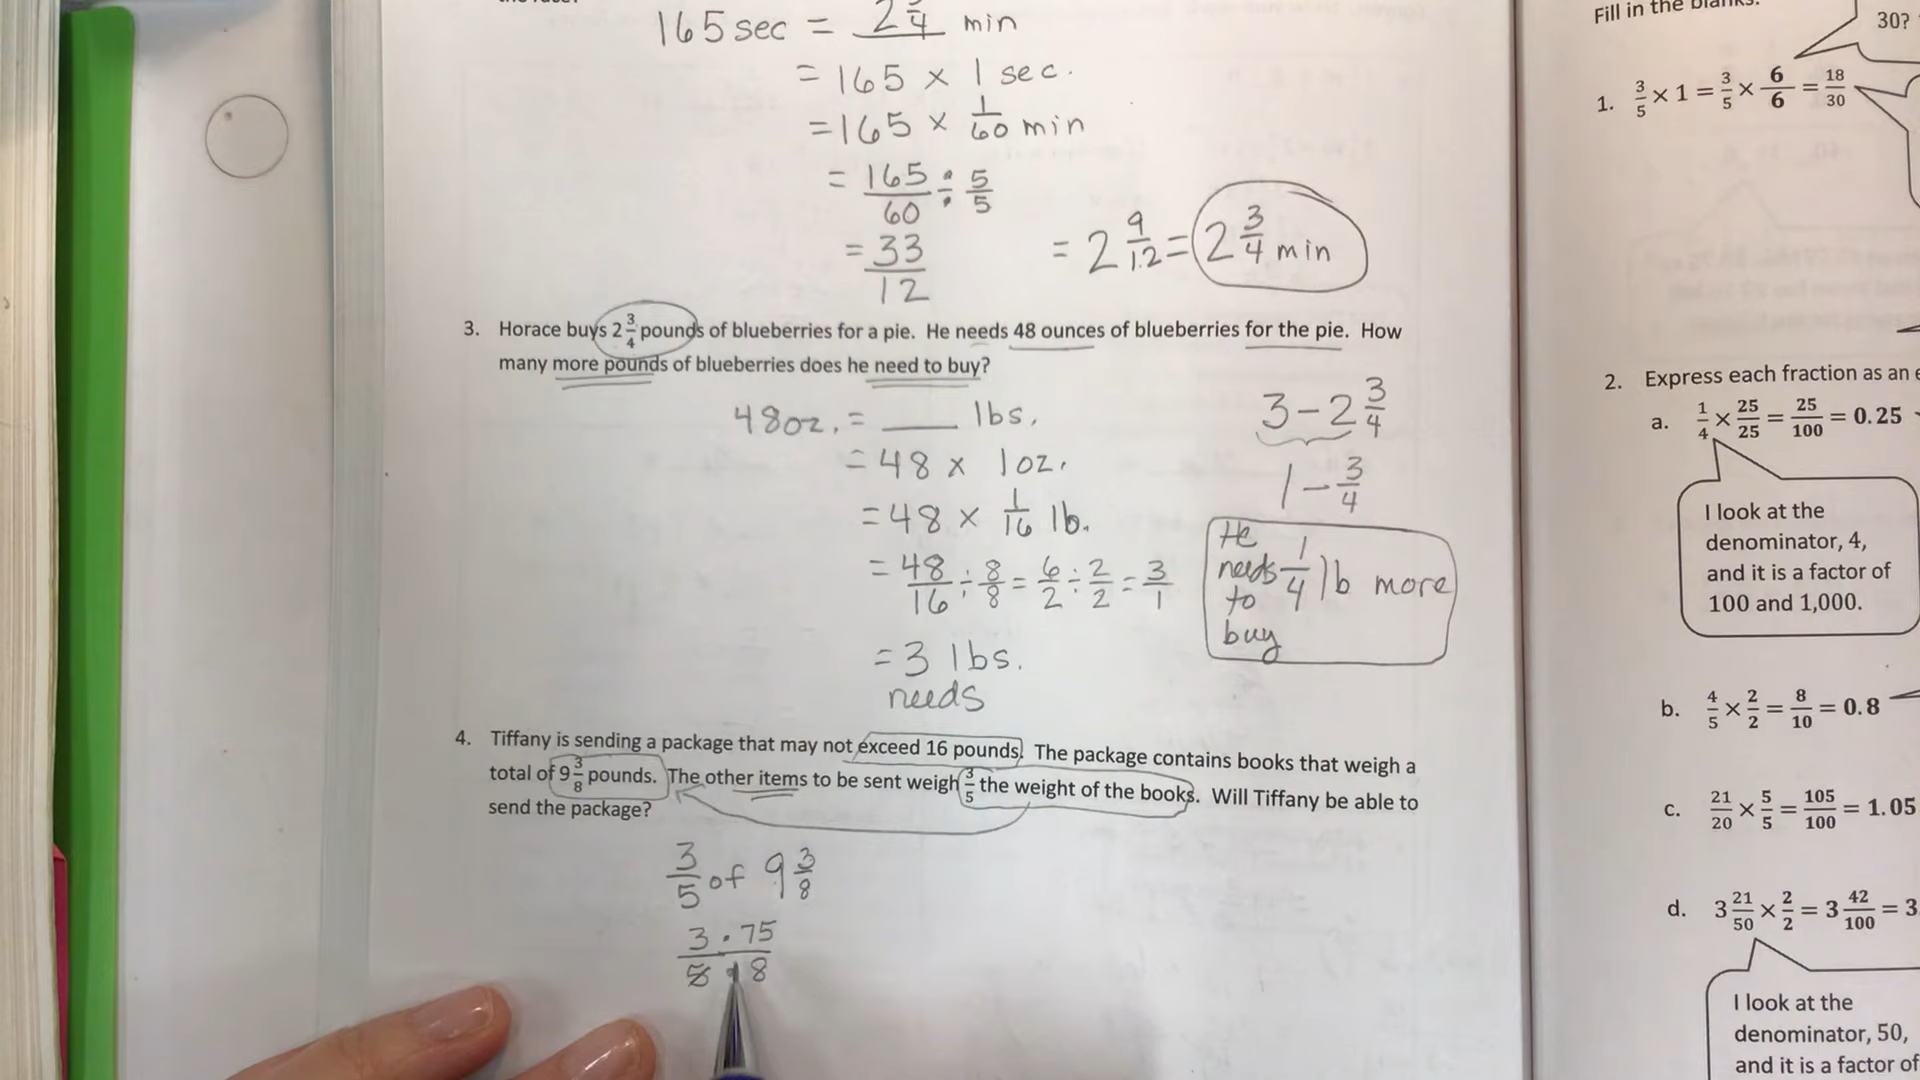 165 sec = 2 3/4 min
= 165 × 1 sec.
= 165 × 1/60 min
= 165/60 ÷ 5/5
= 33/12
= 2 9/12 = 2 3/4 min
3. Horace buys 2 3/4 pounds of blueberries for a pie. He needs 48 ounces of blueberries for the pie. How
many more pounds of blueberries does he need to buy?
48 oz. = ____ lbs.
= 48 × 1 oz.
= 48 × 1/16 lb.
= 48/16 ÷ 8/8 = 6/2 ÷ 2/2 = 3/1
= 3 lbs.
needs
3 - 2 3/4
1 - 3/4
He
needs 1/4 lb more
to
buy
4. Tiffany is sending a package that may not exceed 16 pounds. The package contains books that weigh a
total of 9 3/8 pounds. The other items to be sent weigh 3/5 the weight of the books. Will Tiffany be able to
send the package?
3/5 of 9 3/8
3 · 75
5 · 8
Fill in the blanks.
30?
1. 3/5 × 1 = 3/5 × 6/6 = 18/30
2. Express each fraction as an
a. 1/4 × 25/25 = 25/100 = 0.25
I look at the
denominator, 4,
and it is a factor of
100 and 1,000.
b. 4/5 × 2/2 = 8/10 = 0.8
c. 21/20 × 5/5 = 105/100 = 1.05
d. 3 21/50 × 2/2 = 3 42/100 = 3
I look at the
denominator, 50,
and it is a factor of